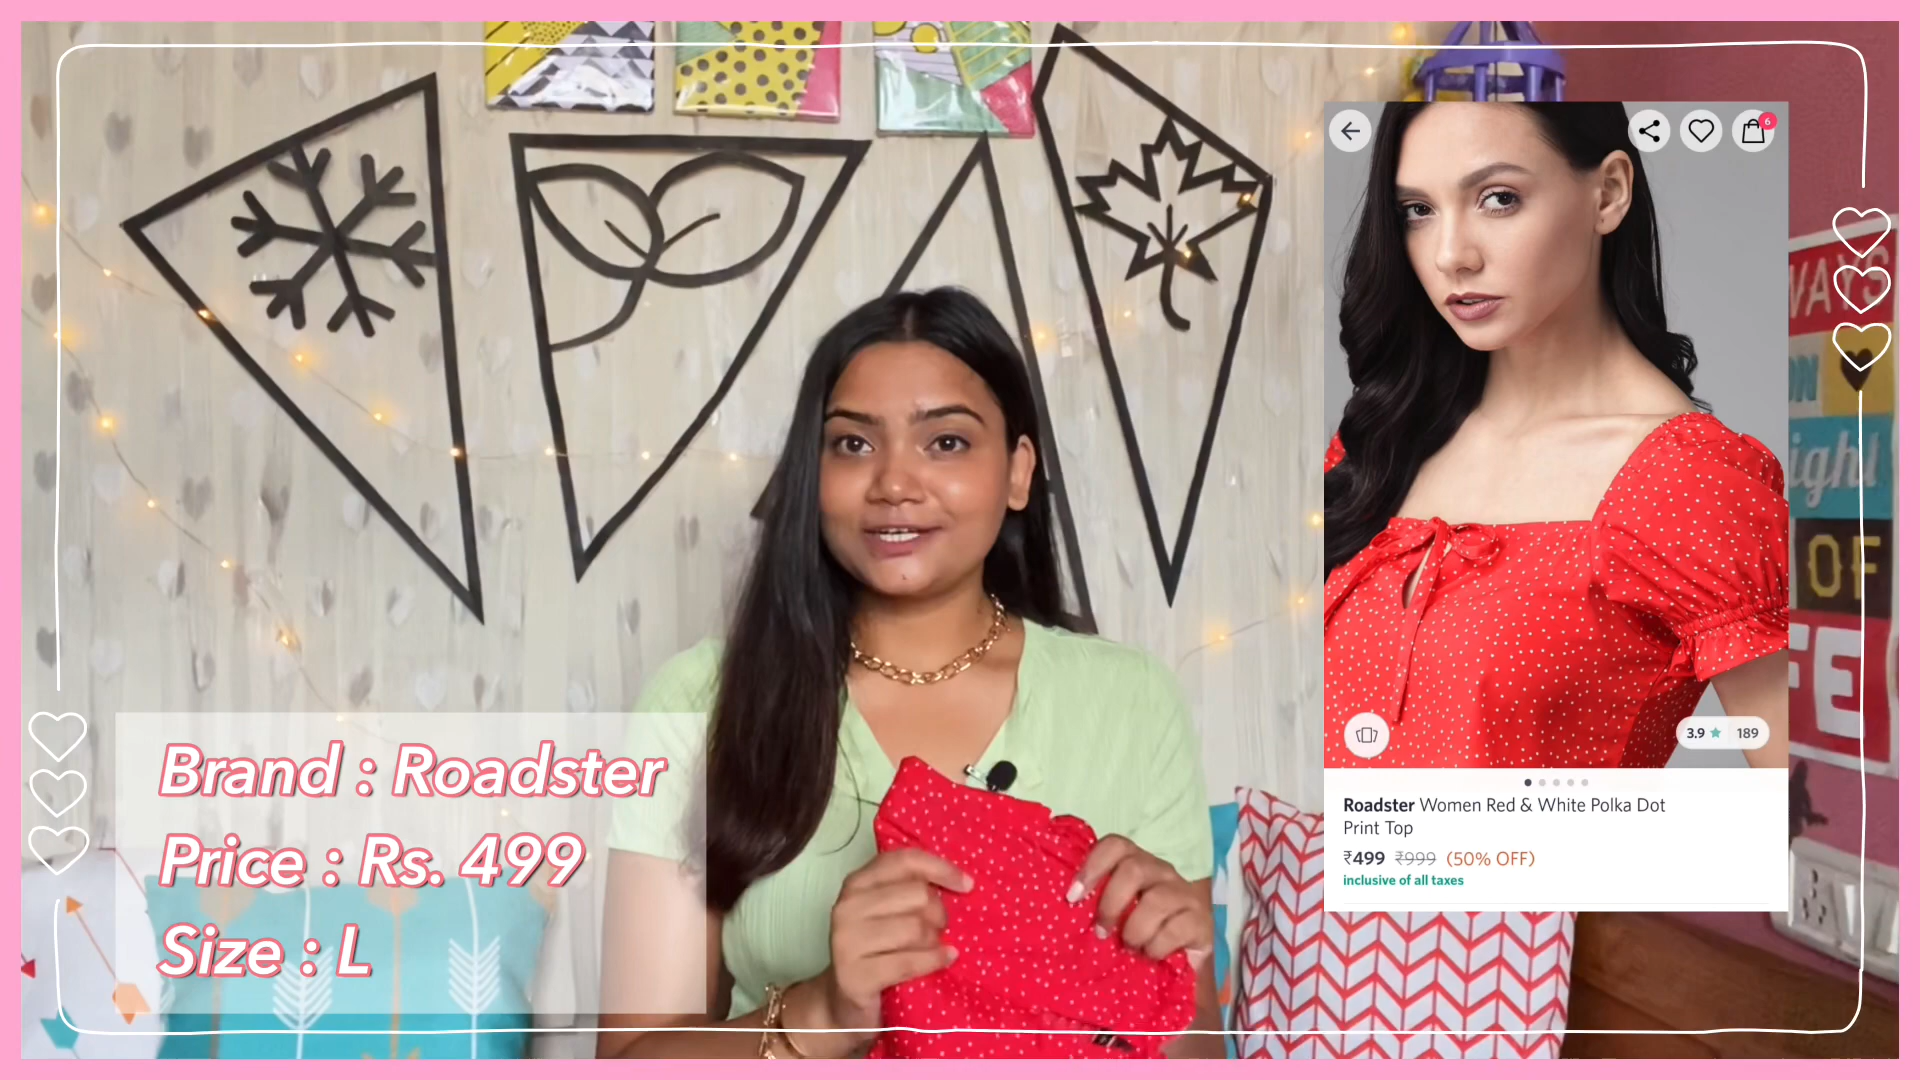 Brand : Roadster
Price : Rs. 499
Size : L
6
3.9 ★ 189
Roadster Women Red & White Polka Dot
Print Top
₹499 ₹999 (50% OFF)
inclusive of all taxes
OF